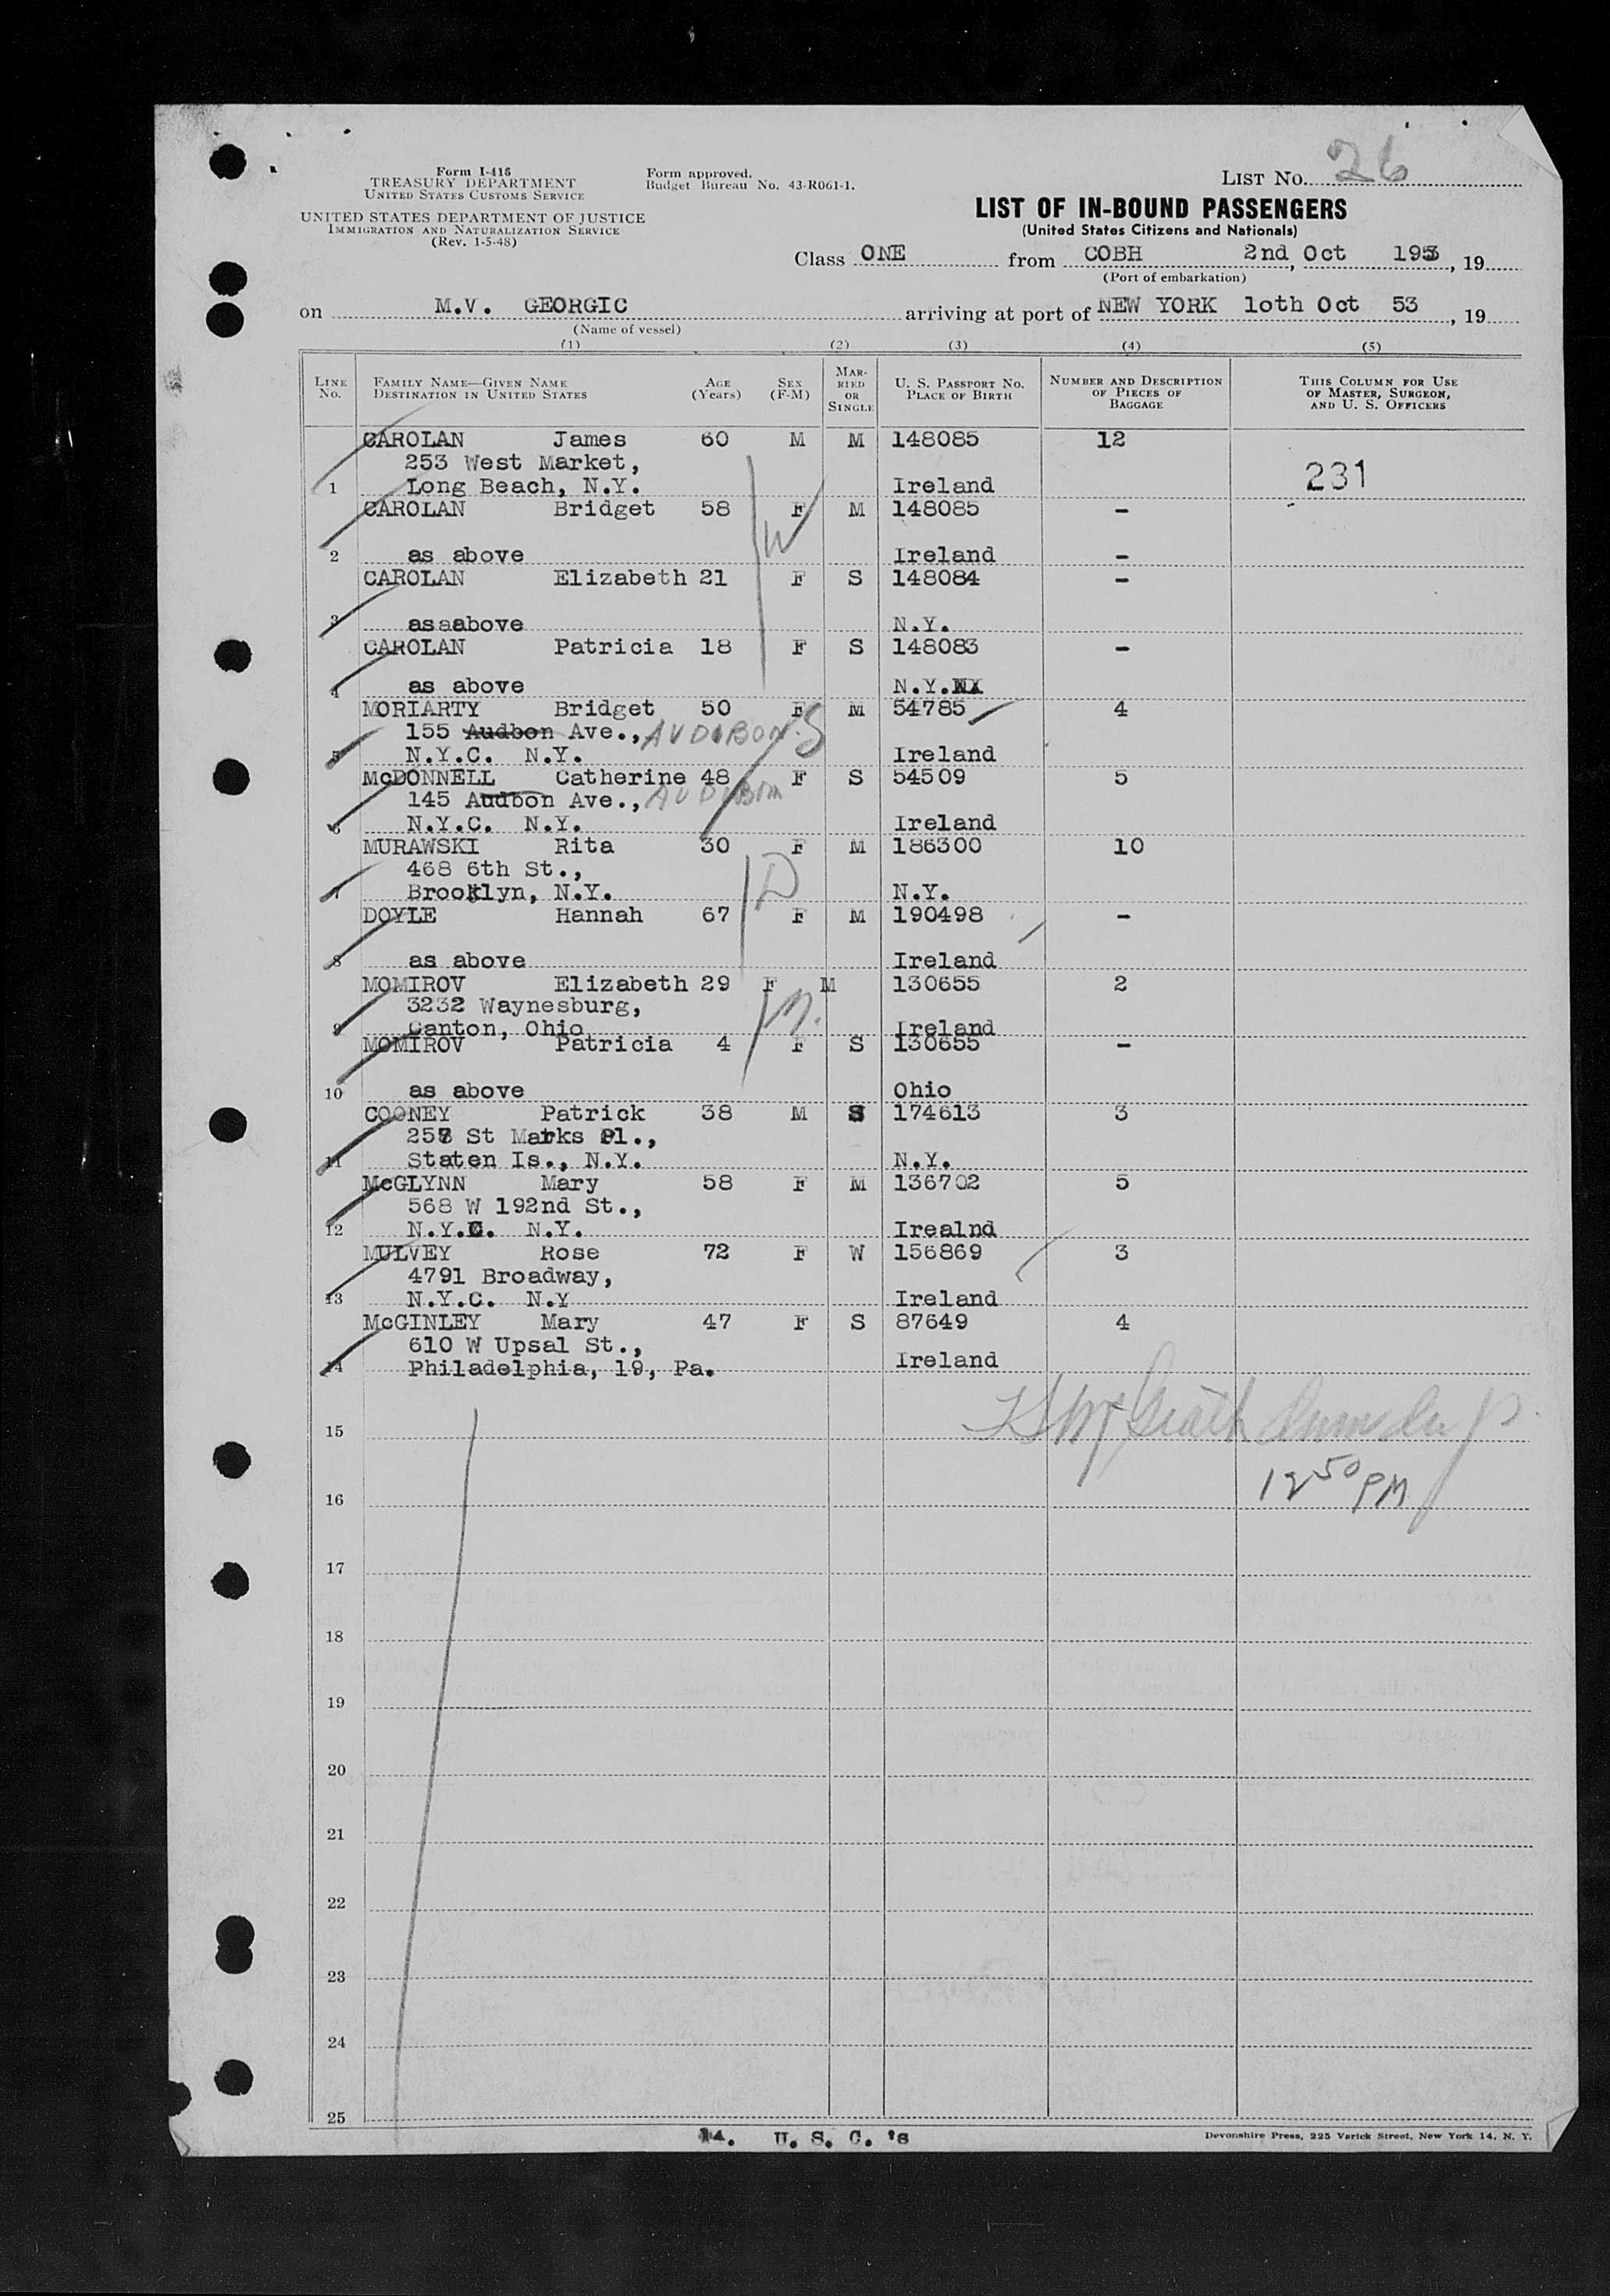 Form I-416
TREASURY DEPARTMENT
UNITED STATES CUSTOMS SERVICE
UNITED STATES DEPARTMENT OF JUSTICE
IMMIGRATION AND NATURALIZATION SERVICE
(Rev. 1-5-48)
Form approved.
Budget Bureau No. 43-R061-1.
LIST NO. 26
LIST OF IN-BOUND PASSENGERS
(United States Citizens and Nationals)
Class ONE from COBH 2nd, Oct 1953, 19
(Port of embarkation)
on M.V. GEORGIC arriving at port of NEW YORK 1oth Oct 53, 19
(Name of vessel)
(1) (2) (3) (4) (5)
LINE NO. FAMILY NAME—GIVEN NAME DESTINATION IN UNITED STATES AGE (Years) SEX (F-M) MARRIED OR SINGLE U. S. PASSPORT NO. PLACE OF BIRTH NUMBER AND DESCRIPTION OF PIECES OF BAGGAGE THIS COLUMN FOR USE OF MASTER, SURGEON, AND U. S. OFFICERS
CAROLAN James 60 M M 148085 12
253 West Market, 231
1 Long Beach, N.Y. Ireland
CAROLAN Bridget 58 F M 148085 -
W
2 as above Ireland -
CAROLAN Elizabeth 21 F S 148084 -
3 asaabove N.Y.
CAROLAN Patricia 18 F S 148083 -
4 as above N.Y.
MORIARTY Bridget 50 F M 54785 4
155 Audbon Ave., AUDIBON S
5 N.Y.C. N.Y. Ireland
McDONNELL Catherine 48 F S 54509 5
145 Audbon Ave., AUDIBON
6 N.Y.C. N.Y. Ireland
MURAWSKI Rita 30 F M 186300 10
468 6th St., D
7 Brooklyn, N.Y. N.Y.
DOYLE Hannah 67 F M 190498 -
8 as above Ireland
MOMIROV Elizabeth 29 F M 130655 2
3232 Waynesburg, M.
9 Canton, Ohio Ireland
MOMIROV Patricia 4 F S 130655 -
10 as above Ohio
COONEY Patrick 38 M S 174613 3
257 St Marks Pl.,
11 Staten Is., N.Y. N.Y.
McGLYNN Mary 58 F M 136702 5
568 W 192nd St.,
12 N.Y.C. N.Y. Irealnd
MULVEY Rose 72 F W 156869 3
4791 Broadway,
13 N.Y.C. N.Y Ireland
McGINLEY Mary 47 F S 87649 4
610 W Upsal St.,
14 Philadelphia, 19, Pa. Ireland
15
12 50 PM
16
17
18
19
20
21
22
23
24
25
14. U. S. C.'s
Devonshire Press, 225 Varick Street, New York 14, N. Y.